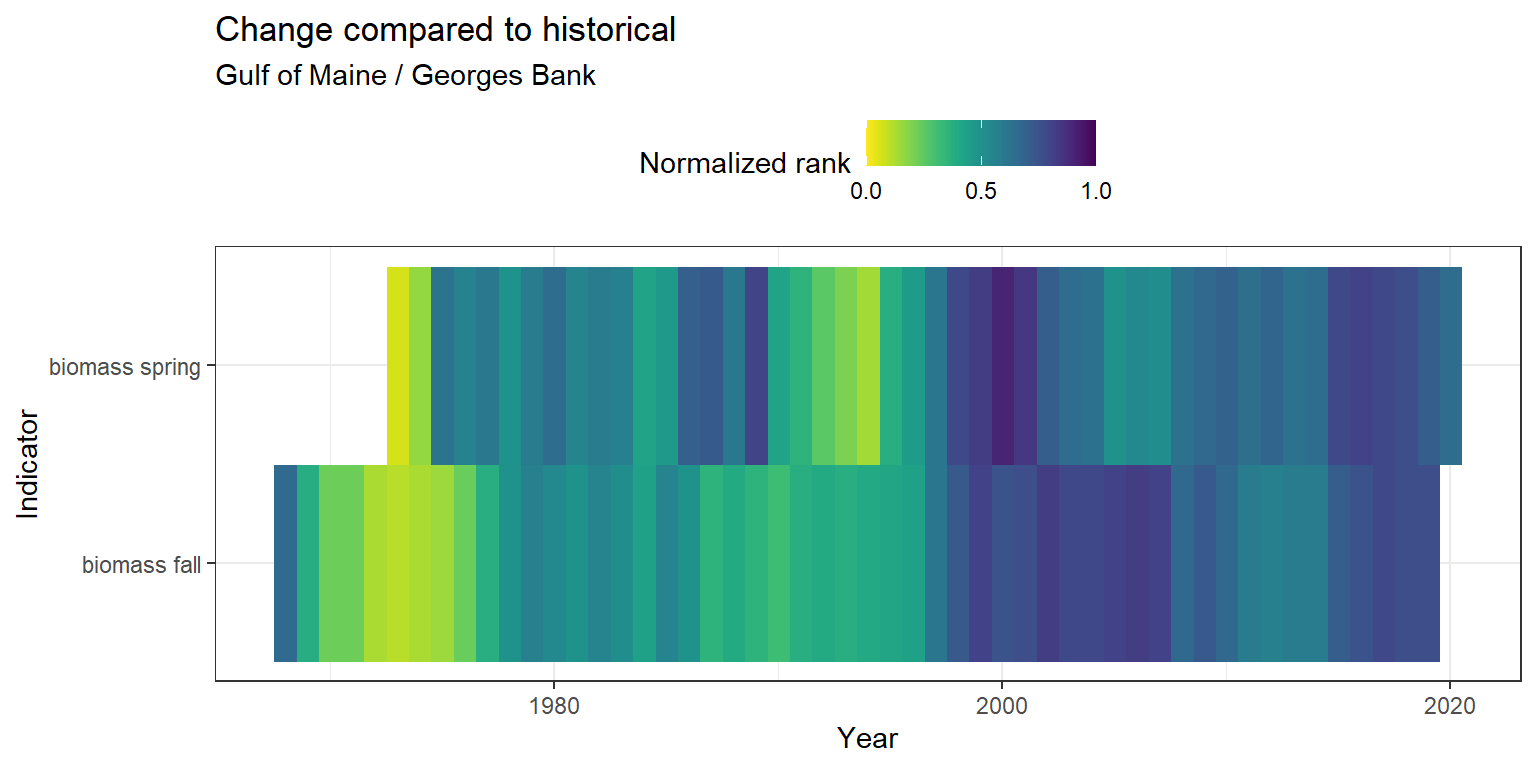 Change compared to historical
Gulf of Maine / Georges Bank
Normalized rank
0.0 0.5 1.0
Indicator
biomass spring
biomass fall
1980 2000 2020
Year